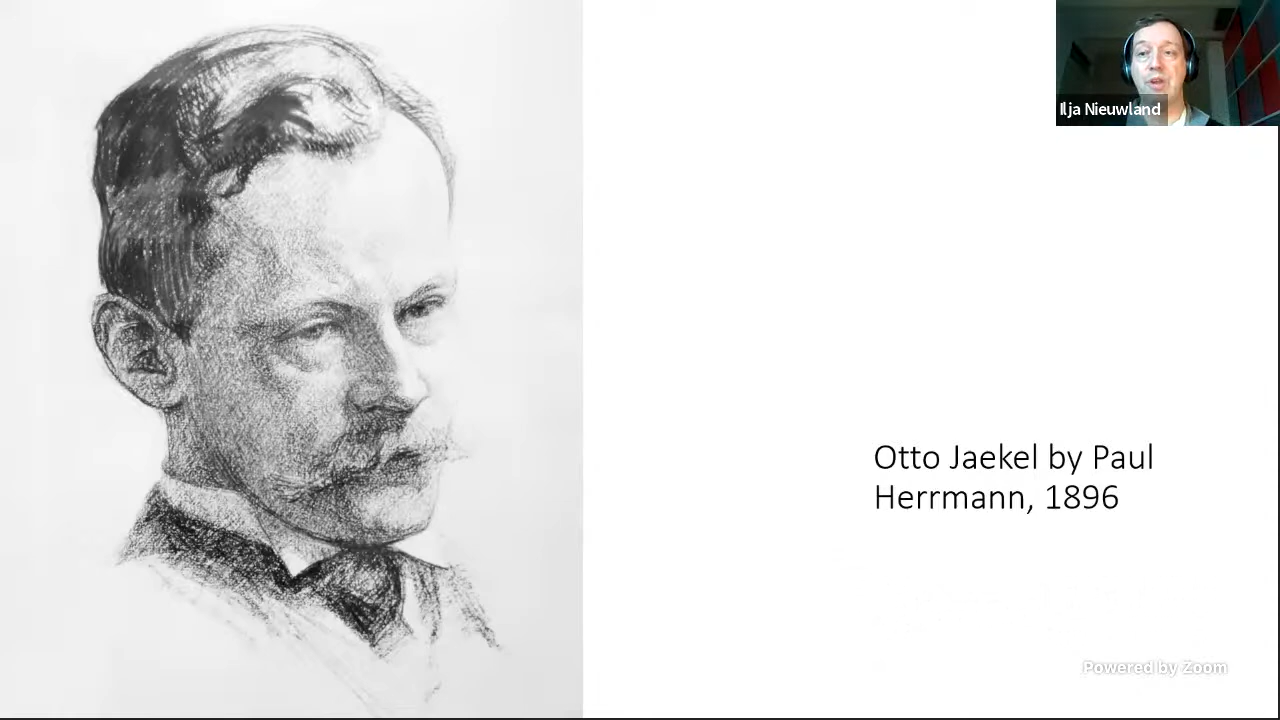 Ilja Nieuwland
Otto Jaekel by Paul
Herrmann, 1896
Powered by Zoom